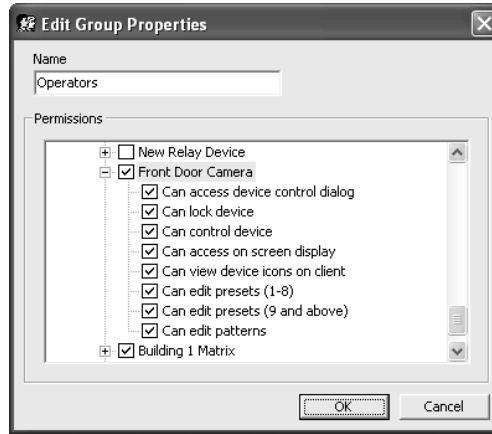 Edit Group Properties
Name
Operators
Permissions
New Relay Device
Front Door Camera
Can access device control dialog
Can lock device
Can control device
Can access on screen display
Can view device icons on client
Can edit presets (1-8)
Can edit presets (9 and above)
Can edit patterns
Building 1 Matrix
OK Cancel